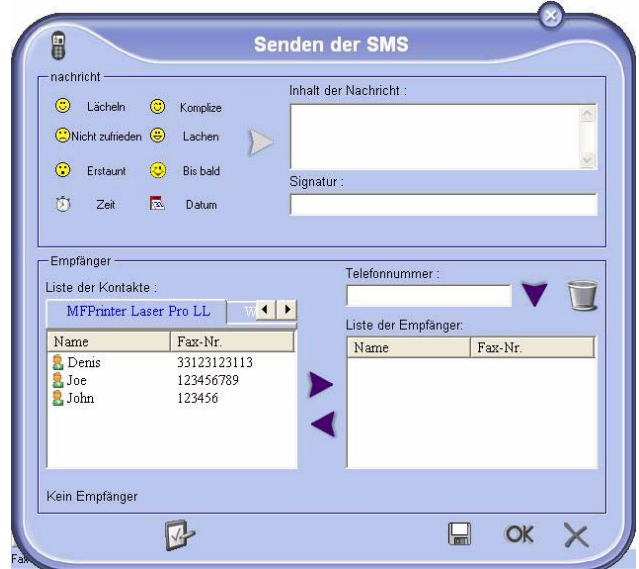 Senden der SMS
nachricht
Inhalt der Nachricht :
Lächeln Komplize
Nicht zufrieden Lachen
Erstaunt Bis bald
Signatur :
Zeit Datum
Empfänger
Liste der Kontakte :
Telefonnummer :
MFPrinter Laser Pro LL
Liste der Empfänger:
Name Fax-Nr.
Denis 33123123113
Joe 123456789
John 123456
Name Fax-Nr.
Kein Empfänger
OK
Fax